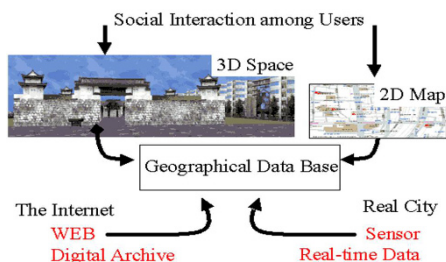 Social Interaction among Users
3D Space
2D Map
Geographical Data Base
The Internet
Real City
WEB
Sensor
Digital Archive
Real-time Data